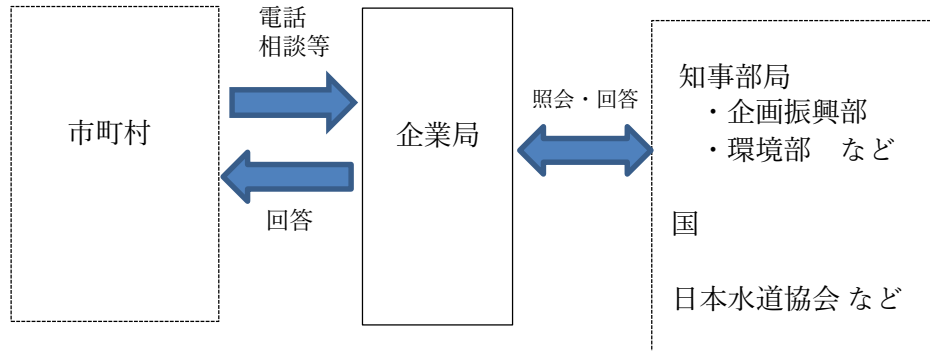 市町村
電話
相談等
回答
企業局
照会・回答
知事部局
・企画振興部
・環境部　など
国
日本水道協会 など